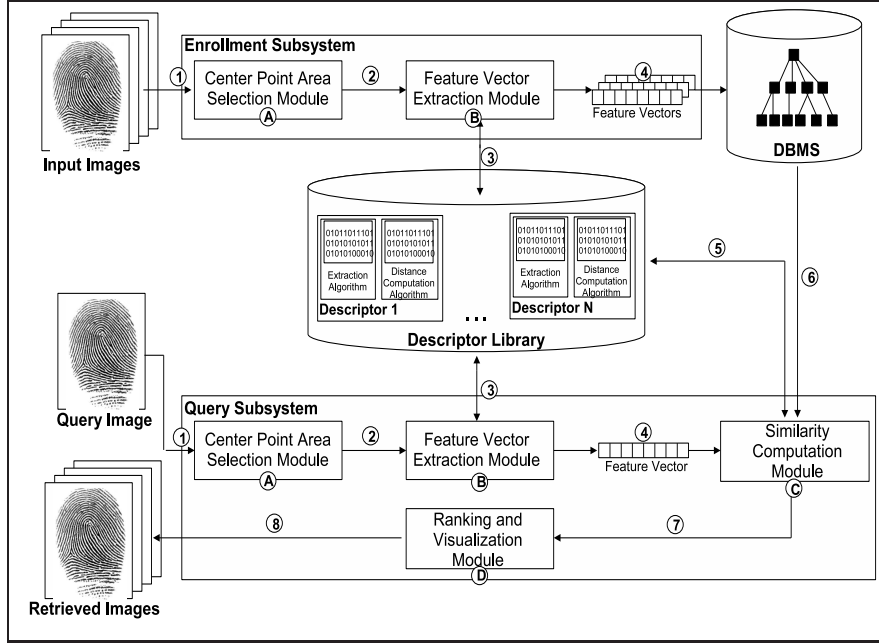 Enrollment Subsystem
1
Center Point Area
Selection Module
A
2
Feature Vector
Extraction Module
B
4
Feature Vectors
DBMS
Input Images
3
01011011101
01010101011
01010100010
Extraction
Algorithm
01011011101
01010101011
01010100010
Distance
Computation
Algorithm
Descriptor 1
...
01011011101
01010101011
01010100010
Extraction
Algorithm
01011011101
01010101011
01010100010
Distance
Computation
Algorithm
Descriptor N
Descriptor Library
5
6
3
Query Image
Query Subsystem
1
Center Point Area
Selection Module
A
2
Feature Vector
Extraction Module
B
4
Feature Vector
Similarity
Computation
Module
C
7
Ranking and
Visualization
Module
D
8
Retrieved Images